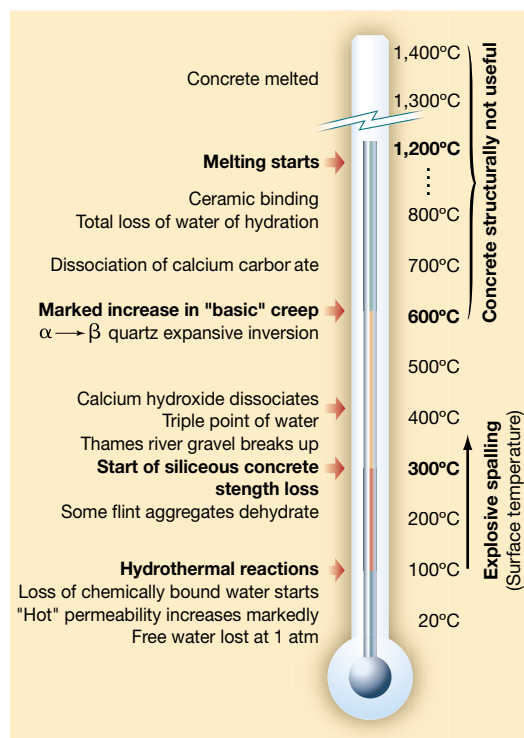 Concrete melted
Melting starts
Ceramic binding
Total loss of water of hydration
Dissociation of calcium carbor ate
Marked increase in "basic" creep
α→β quartz expansive inversion
Calcium hydroxide dissociates
Triple point of water
Thames river gravel breaks up
Start of siliceous concrete
stength loss
Some flint aggregates dehydrate
Hydrothermal reactions
Loss of chemically bound water starts
"Hot" permeability increases markedly
Free water lost at 1 atm
1,400ºC
1,300ºC
1,200ºC
800ºC
700ºC
600ºC
500ºC
400ºC
300ºC
200ºC
100ºC
20ºC
Concrete structurally not useful
Explosive spalling
(Surface temperature)